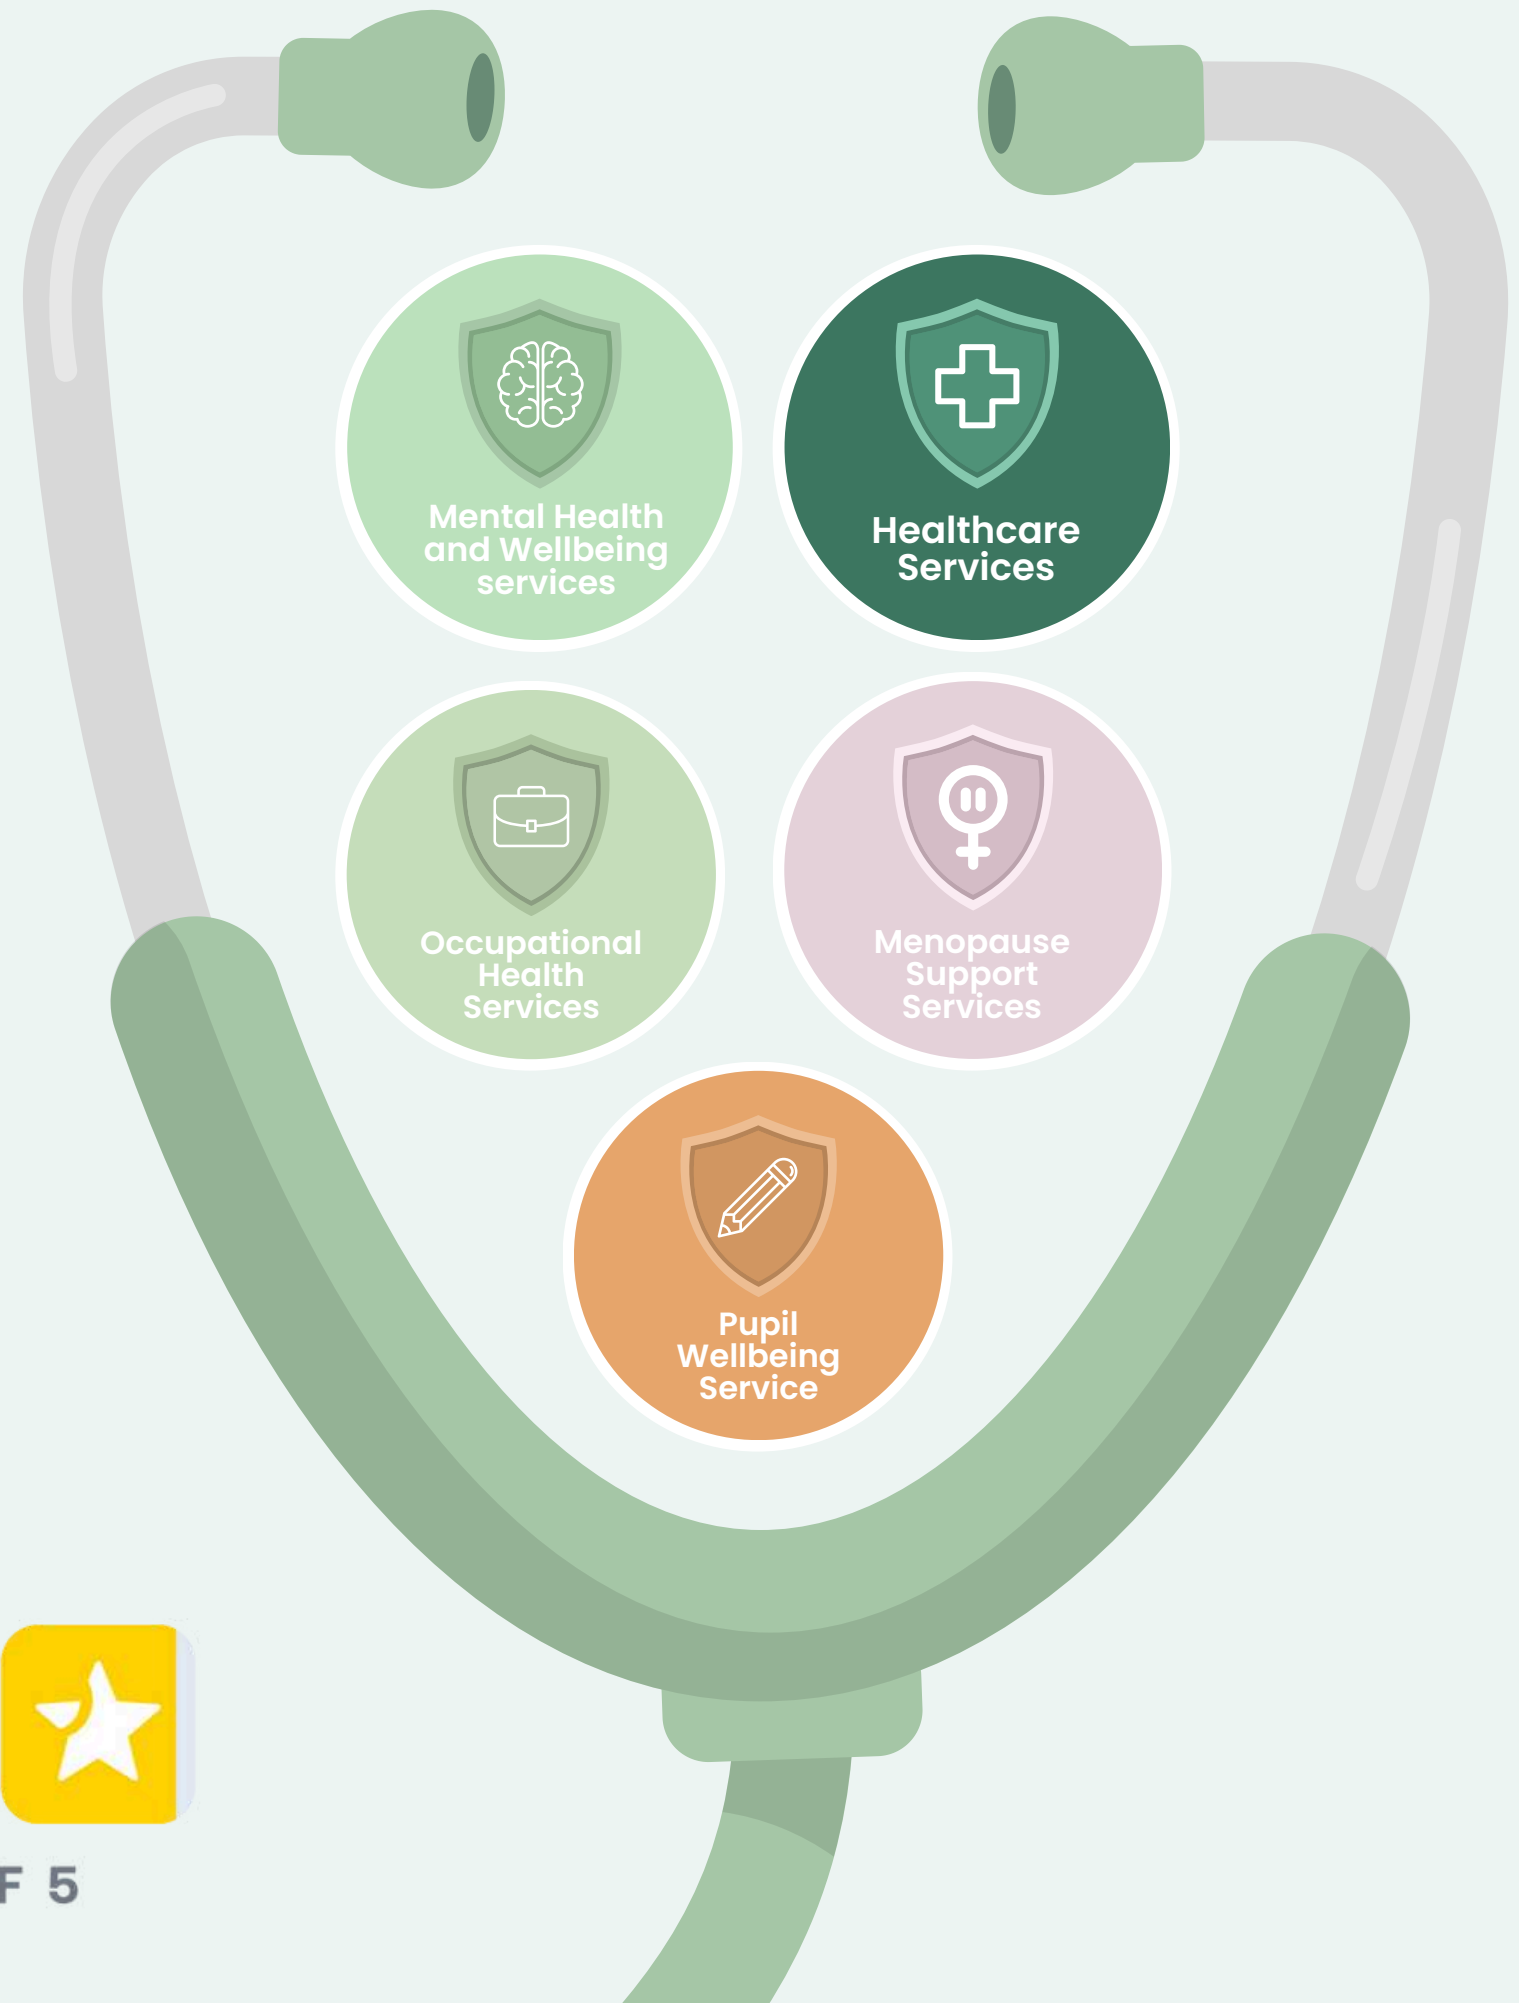 Mental Health
and Wellbeing
services
Healthcare
Services
Occupational
Health
Services
Menopause
Support
Services
Pupil
Wellbeing
Service
F 5